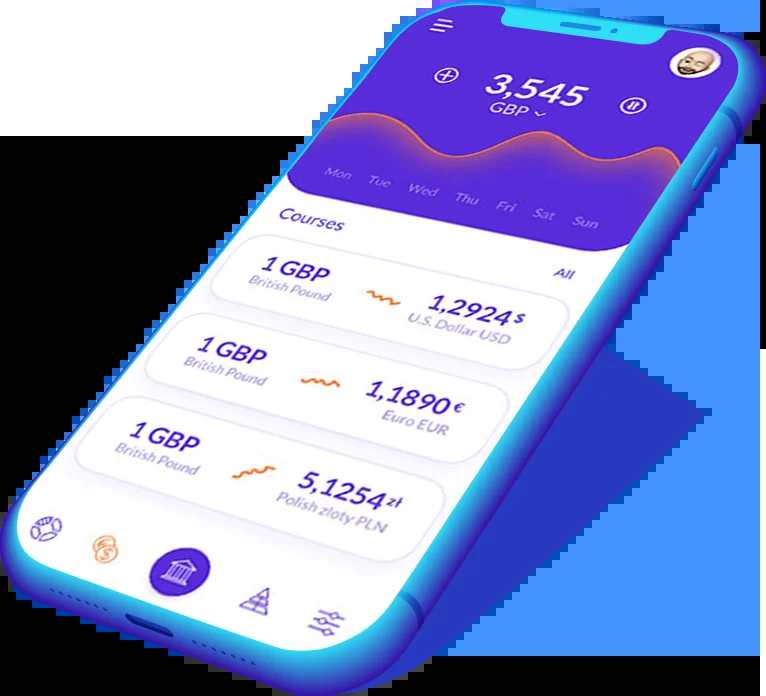 3,545
GBP
Mon Tue Wed Thu Fri Sat Sun
Courses
All
1 GBP
British Pound
1,2924 $
U.S. Dollar USD
1 GBP
British Pound
1,1890 €
Euro EUR
1 GBP
British Pound
5,1254 zł
Polish zloty PLN